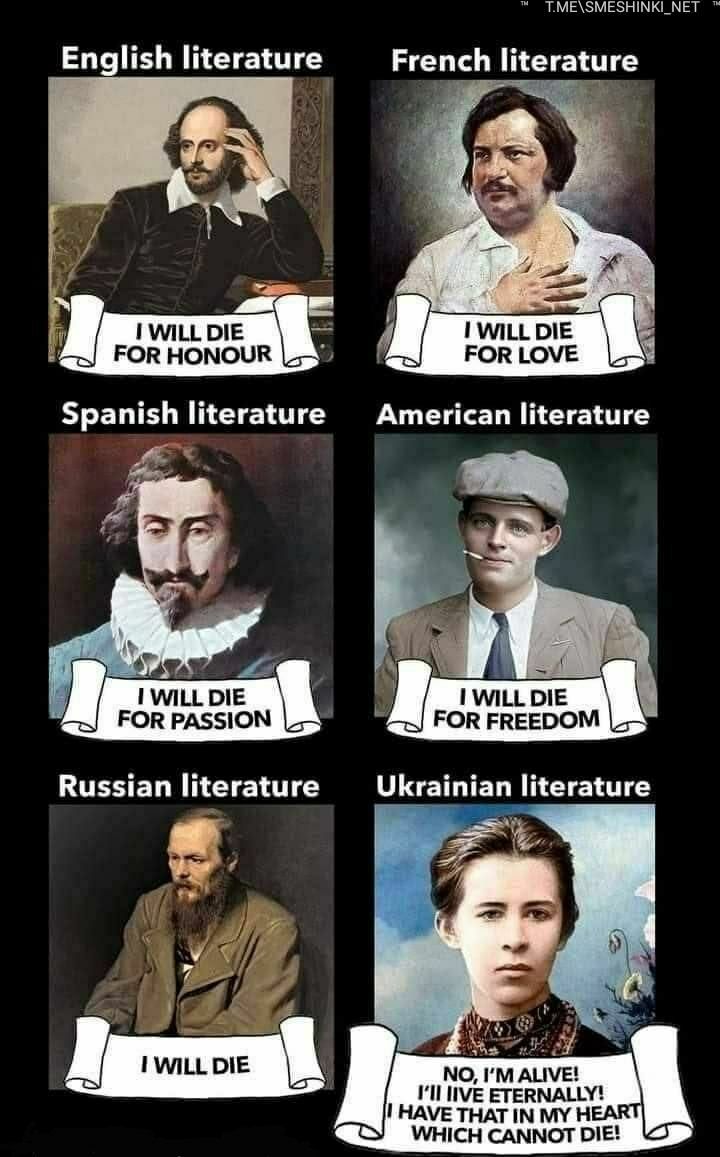 ™ T.ME\SMESHINKI_NET ™
English literature
French literature
I WILL DIE
FOR HONOUR
I WILL DIE
FOR LOVE
Spanish literature
American literature
I WILL DIE
FOR PASSION
I WILL DIE
FOR FREEDOM
Russian literature
Ukrainian literature
I WILL DIE
NO, I'M ALIVE!
I'll lIVE ETERNALLY!
I HAVE THAT IN MY HEART
WHICH CANNOT DIE!